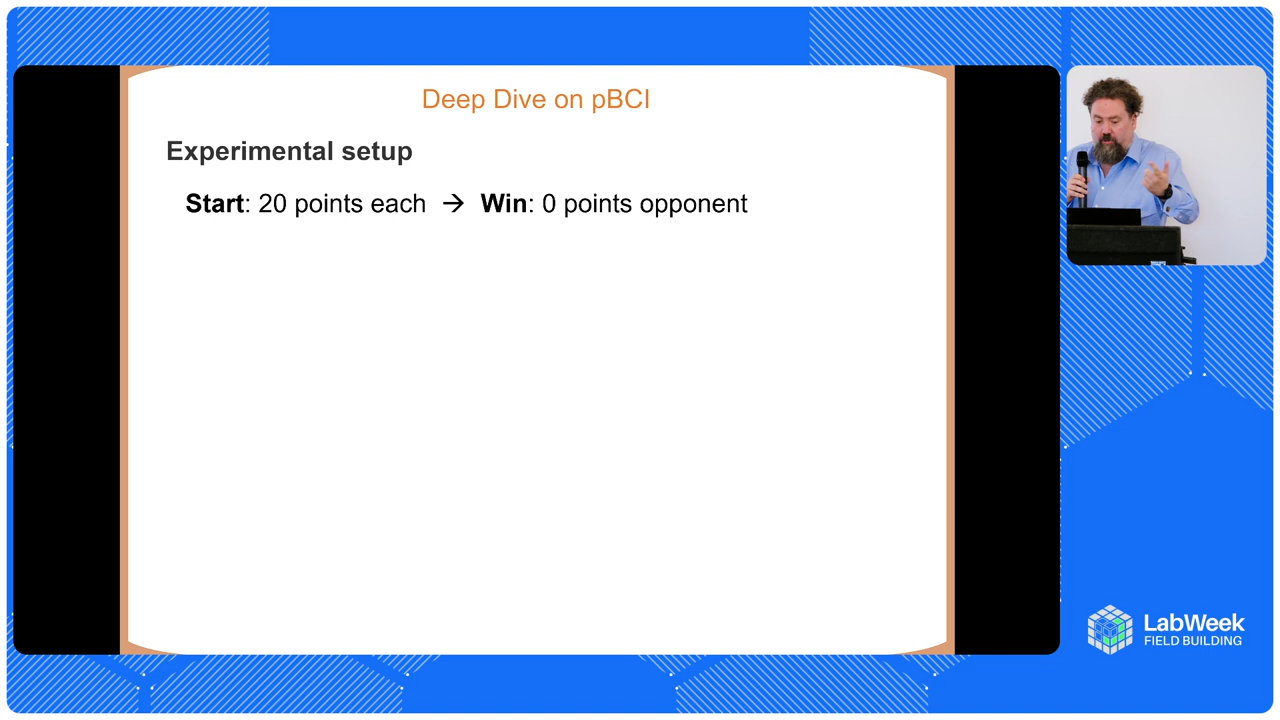 Deep Dive on pBCI
Experimental setup
Start: 20 points each → Win: 0 points opponent
LabWeek
FIELD BUILDING